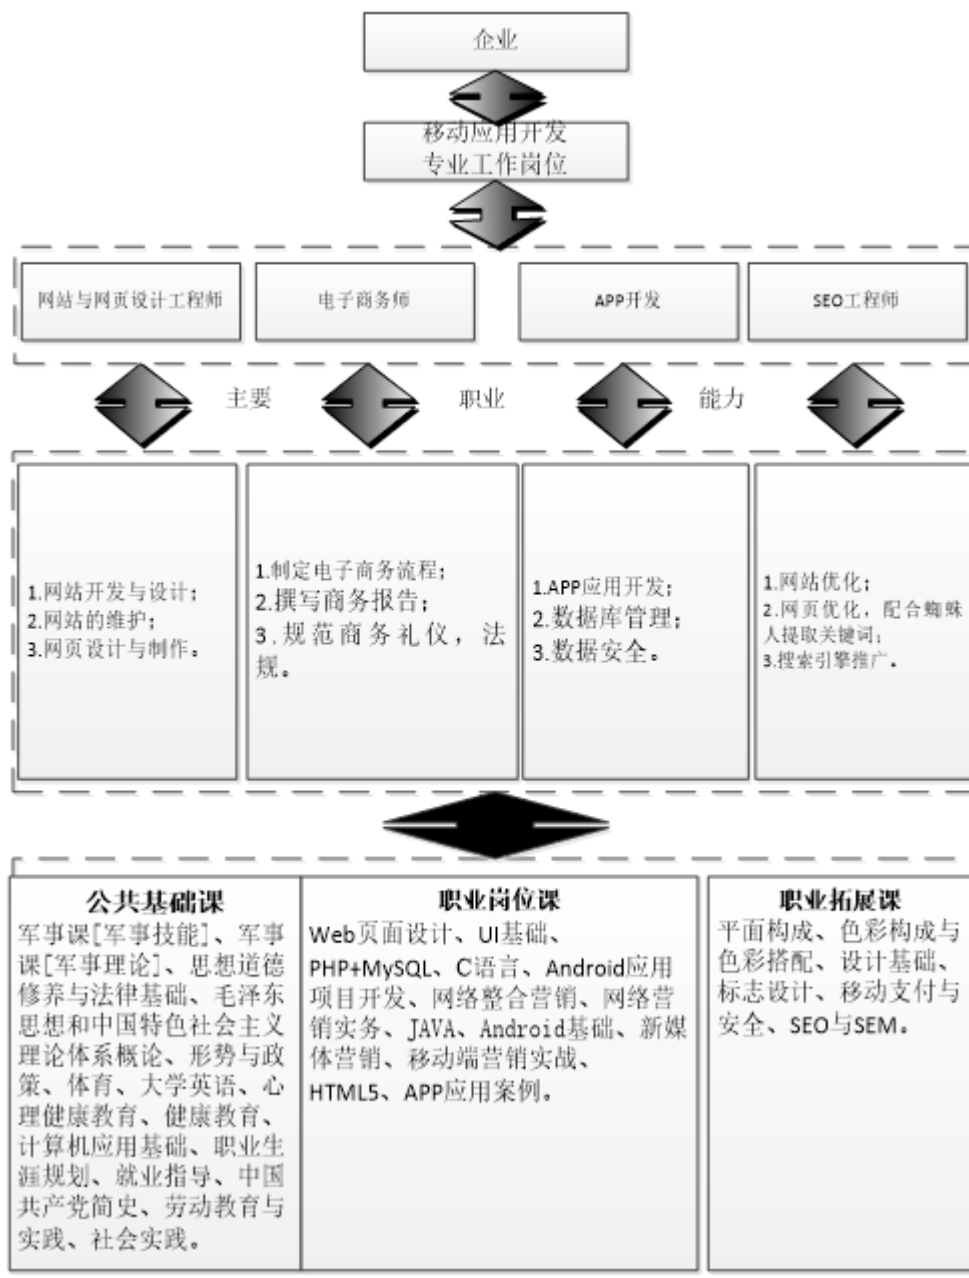 企业
移动应用开发
专业工作岗位
网站与网页设计工程师
电子商务师
APP开发
SEO工程师
主要
职业
能力
1.网站开发与设计；
2.网站的维护；
3.网页设计与制作。
1.制定电子商务流程；
2.撰写商务报告；
3.规范商务礼仪，法
规。
1.APP应用开发；
2.数据库管理；
3.数据安全。
1.网站优化；
2.网页优化，配合蜘蛛
人提取关键词；
3.搜索引擎推广。
公共基础课
军事课[军事技能]、军事
课[军事理论]、思想道德
修养与法律基础、毛泽东
思想和中国特色社会主义
理论体系概论、形势与政
策、体育、大学英语、心
理健康教育、健康教育、
计算机应用基础、职业生
涯规划、就业指导、中国
共产党简史、劳动教育与
实践、社会实践。
职业岗位课
Web页面设计、UI基础、
PHP+MySQL、C语言、Android应用
项目开发、网络整合营销、网络营
销实务、JAVA、Android基础、新媒
体营销、移动端营销实战、
HTML5、APP应用案例。
职业拓展课
平面构成、色彩构成与
色彩搭配、设计基础、
标志设计、移动支付与
安全、SEO与SEM。